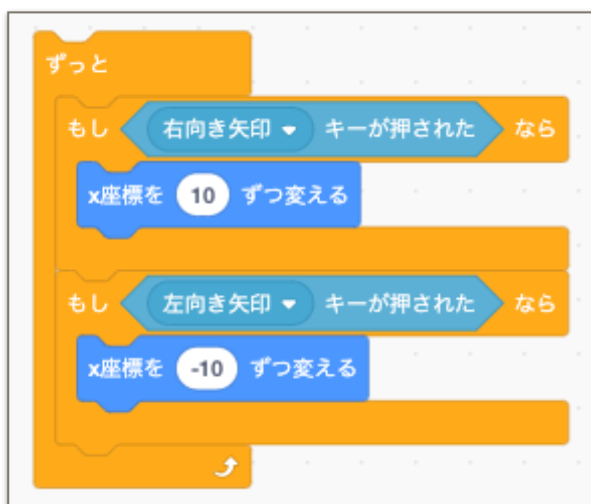 ずっと
もし 右向き矢印 キーが押された なら
x座標を 10 ずつ変える
もし 左向き矢印 キーが押された なら
x座標を -10 ずつ変える